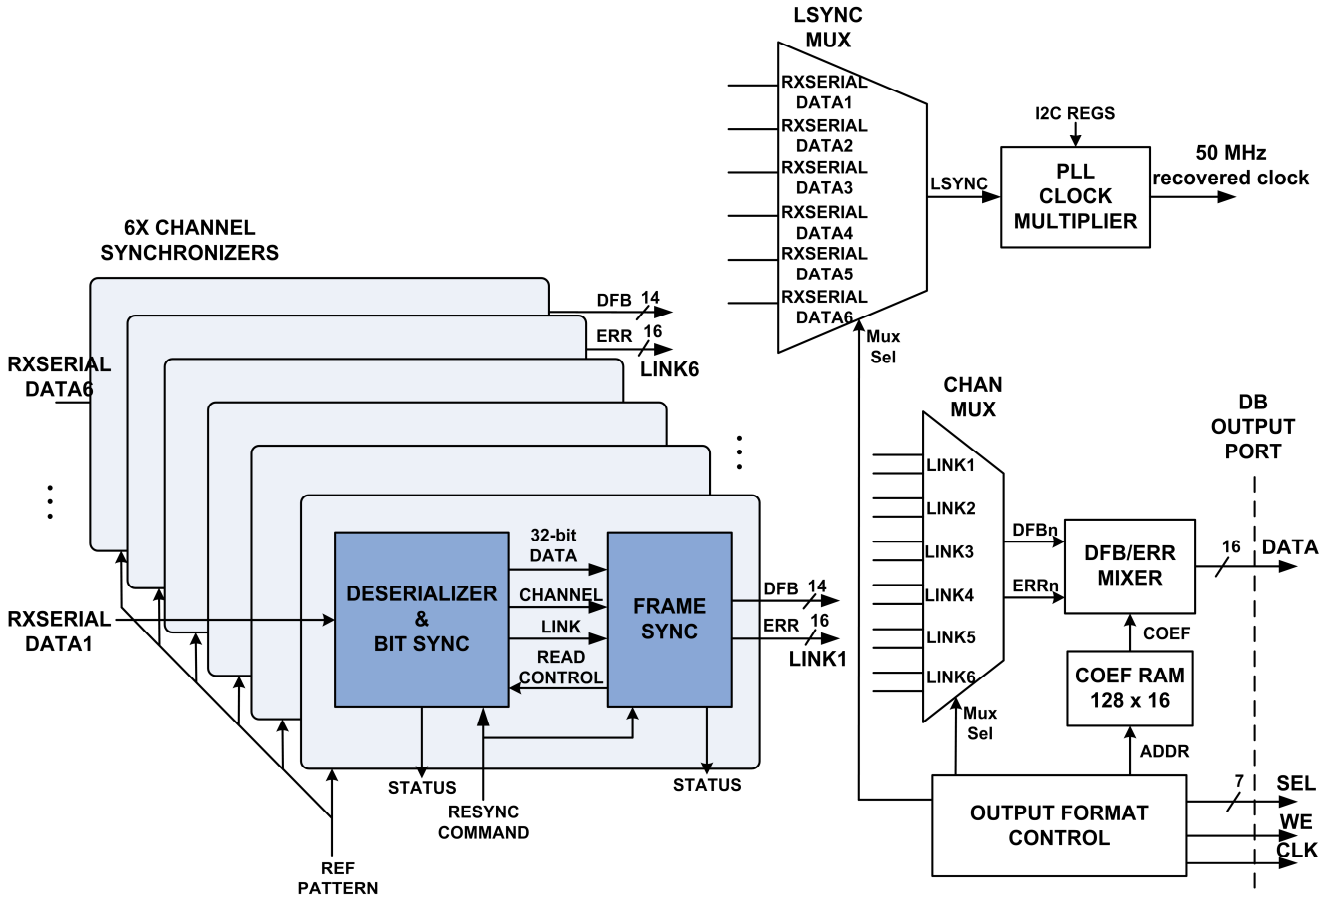 LSYNC
MUX
RXSERIAL
DATA1
RXSERIAL
DATA2
RXSERIAL
DATA3
RXSERIAL
DATA4
RXSERIAL
DATA5
RXSERIAL
DATA6
Mux
Sel
LSYNC
I2C REGS
PLL
CLOCK
MULTIPLIER
50 MHz
recovered clock
6X CHANNEL
SYNCHRONIZERS
DFB
14
ERR
16
LINK6
RXSERIAL
DATA6
RXSERIAL
DATA1
DESERIALIZER
&
BIT SYNC
32-bit
DATA
CHANNEL
LINK
READ
CONTROL
FRAME
SYNC
DFB
14
ERR
16
LINK1
STATUS
RESYNC
COMMAND
STATUS
REF
PATTERN
CHAN
MUX
LINK1
LINK2
LINK3
LINK4
LINK5
LINK6
Mux
Sel
DFBn
ERRn
DFB/ERR
MIXER
COEF
COEF RAM
128 x 16
ADDR
OUTPUT FORMAT
CONTROL
DB
OUTPUT
PORT
16
DATA
7
SEL
WE
CLK